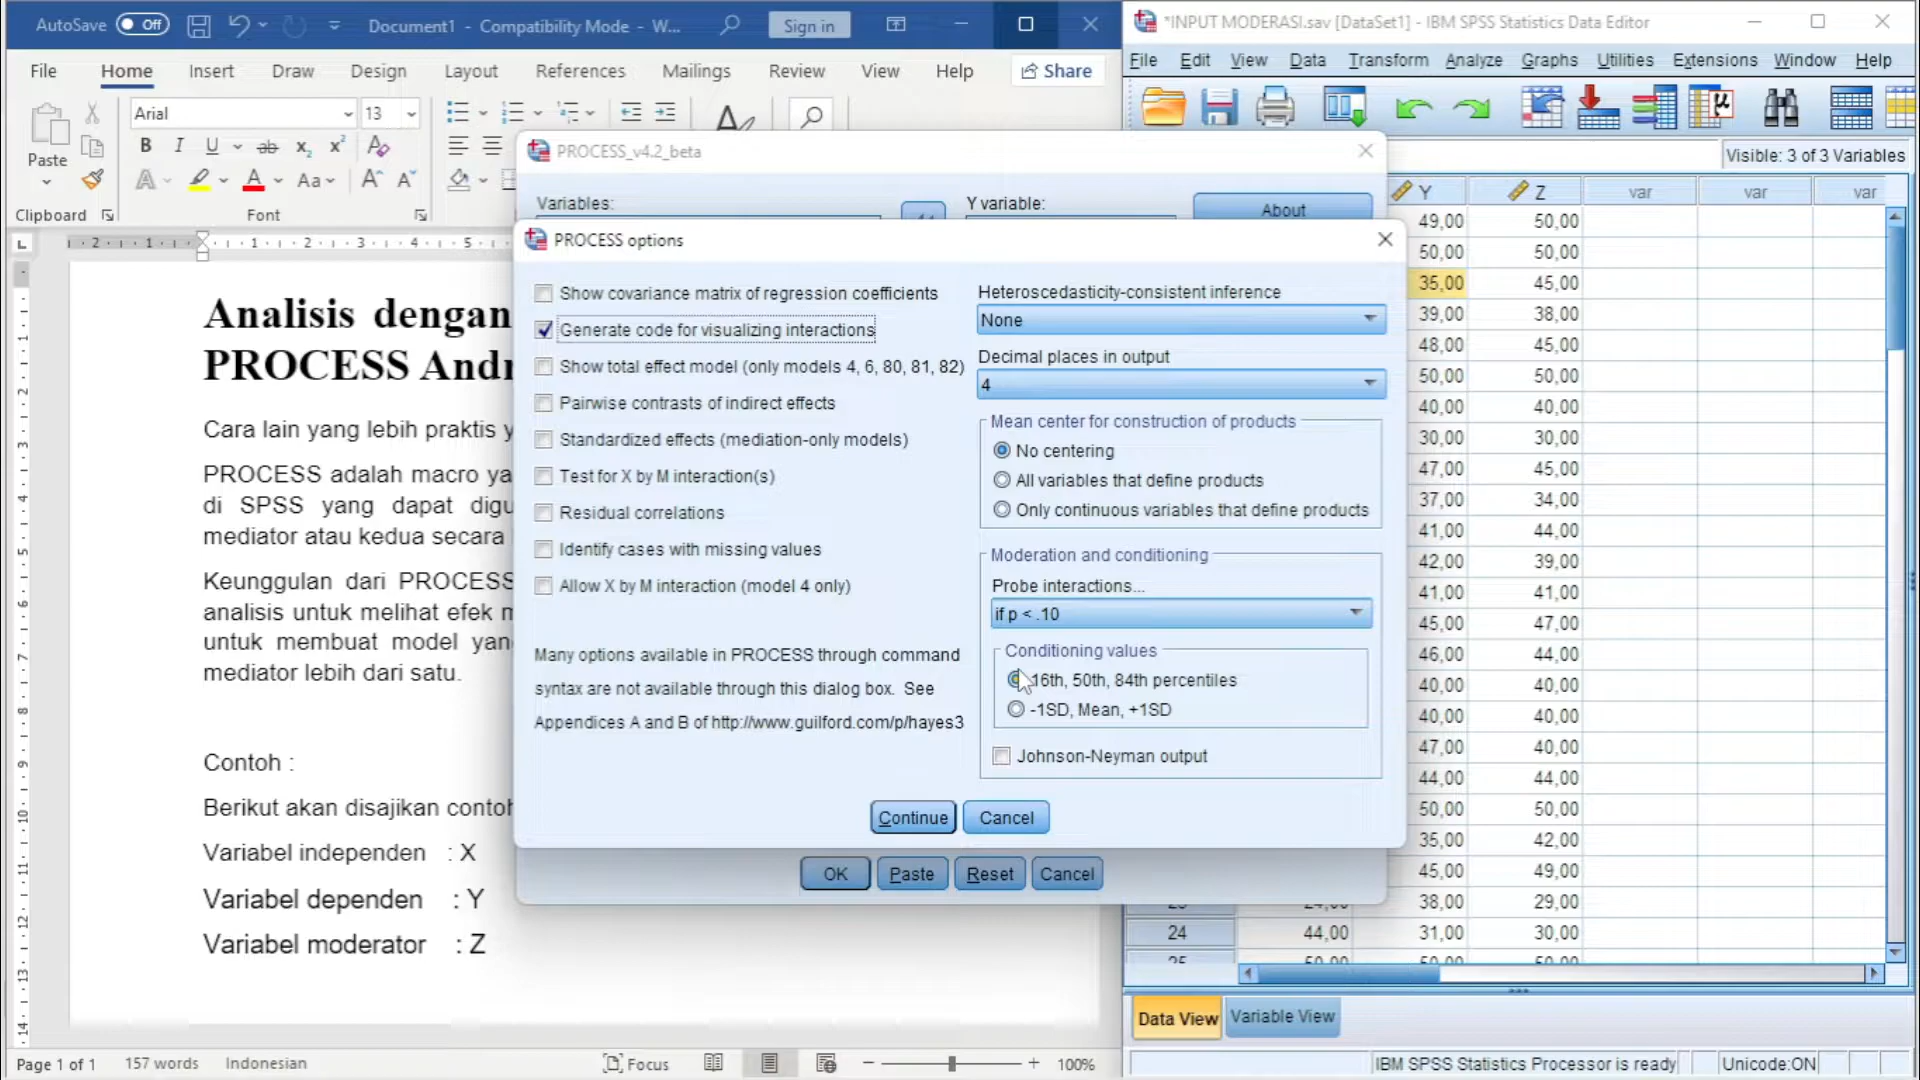 AutoSave Off Document1 - Compatibility Mode - W... Sign in
File Home Insert Draw Design Layout References Mailings Review View Help Share
Arial 13
Paste
B I U ab x₂ x² A
A A Aa A A
Clipboard Font
L 2 1 1 2 3 4 5
Analisis dengan
PROCESS Andr
Cara lain yang lebih praktis y
PROCESS adalah macro ya
di SPSS yang dapat digu
mediator atau kedua secara
Keunggulan dari PROCESS
analisis untuk melihat efek m
untuk membuat model yan
mediator lebih dari satu.
Contoh :
Berikut akan disajikan contoh
Variabel independen : X
Variabel dependen : Y
Variabel moderator : Z
Page 1 of 1 157 words Indonesian Focus 100%
PROCESS_v4.2_beta
Variables: Y variable: About
PROCESS options
Show covariance matrix of regression coefficients
Generate code for visualizing interactions
Show total effect model (only models 4, 6, 80, 81, 82)
Pairwise contrasts of indirect effects
Standardized effects (mediation-only models)
Test for X by M interaction(s)
Residual correlations
Identify cases with missing values
Allow X by M interaction (model 4 only)
Many options available in PROCESS through command
syntax are not available through this dialog box. See
Appendices A and B of http://www.guilford.com/p/hayes3
Heteroscedasticity-consistent inference
None
Decimal places in output
4
Mean center for construction of products
No centering
All variables that define products
Only continuous variables that define products
Moderation and conditioning
Probe interactions...
if p < .10
Conditioning values
16th, 50th, 84th percentiles
-1SD, Mean, +1SD
Johnson-Neyman output
Continue Cancel
OK Paste Reset Cancel
*INPUT MODERASI.sav [DataSet1] - IBM SPSS Statistics Data Editor
File Edit View Data Transform Analyze Graphs Utilities Extensions Window Help
Visible: 3 of 3 Variables
Y Z var var var
49,00 50,00
50,00 50,00
35,00 45,00
39,00 38,00
48,00 45,00
50,00 50,00
40,00 40,00
30,00 30,00
47,00 45,00
37,00 34,00
41,00 44,00
42,00 39,00
41,00 41,00
45,00 47,00
46,00 44,00
40,00 40,00
40,00 40,00
47,00 40,00
44,00 44,00
50,00 50,00
35,00 42,00
45,00 49,00
38,00 29,00
24 44,00 31,00 30,00
Data View Variable View
IBM SPSS Statistics Processor is ready Unicode:ON